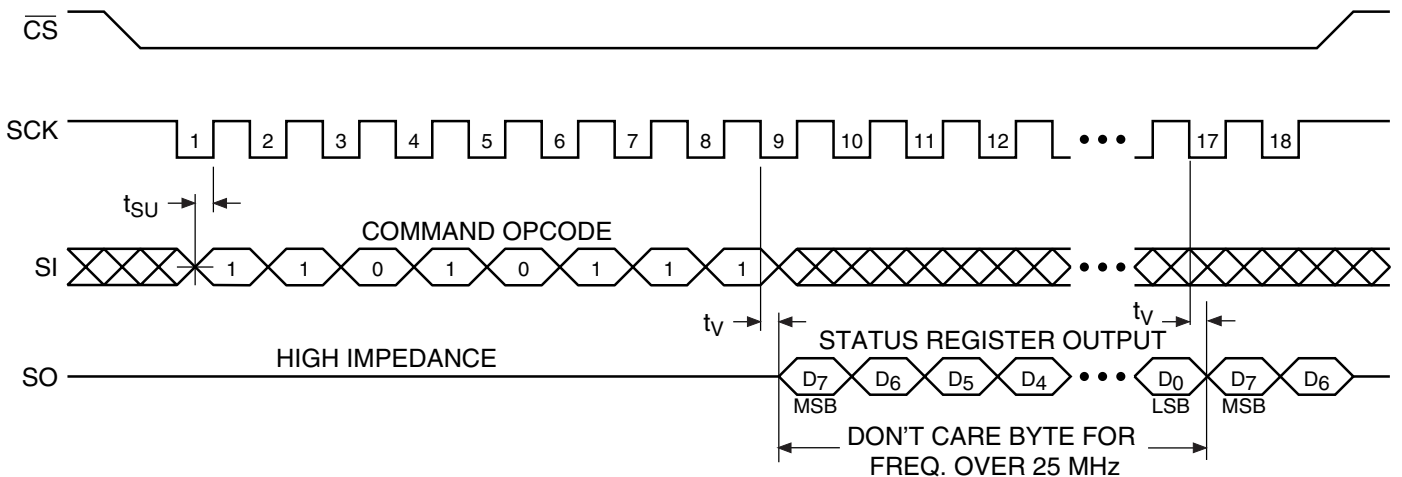 CS
SCK 1 2 3 4 5 6 7 8 9 10 11 12 ••• 17 18
tSU
COMMAND OPCODE
SI 1 1 0 1 0 1 1 1 •••
tV tV
STATUS REGISTER OUTPUT
HIGH IMPEDANCE
SO D7 D6 D5 D4 ••• D0 D7 D6
MSB LSB MSB
DON'T CARE BYTE FOR
FREQ. OVER 25 MHz